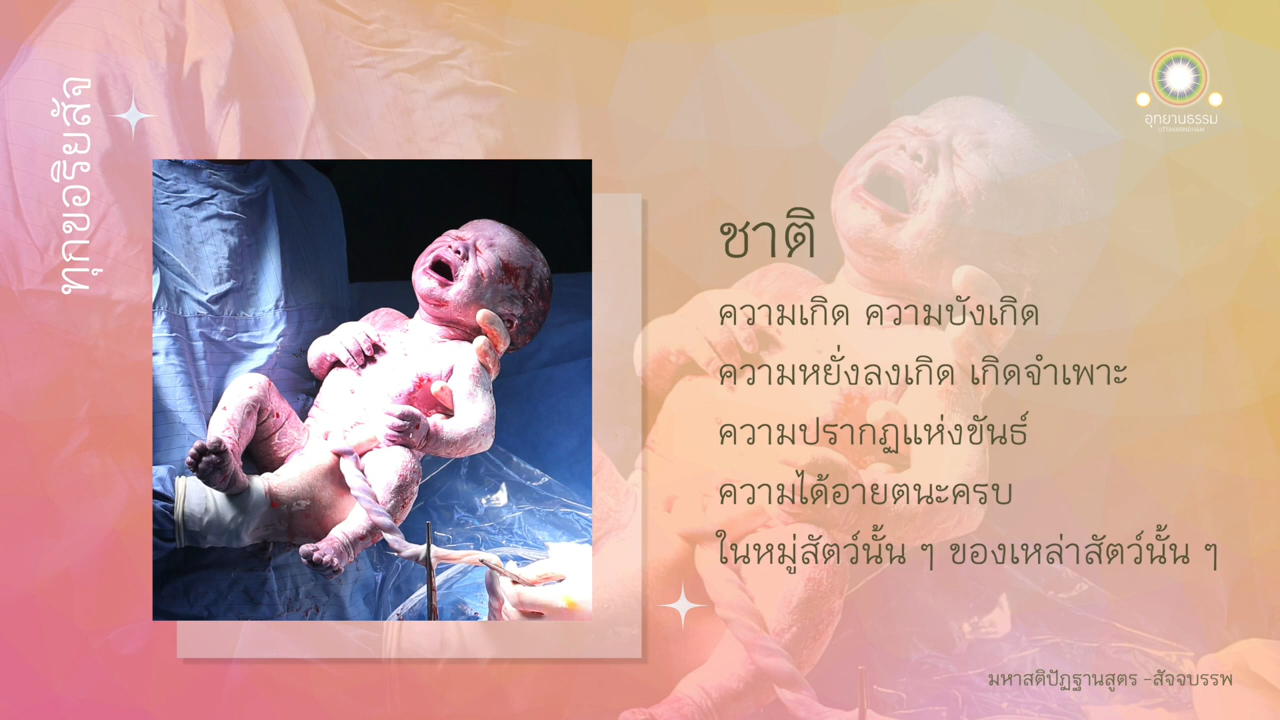 ทุกขอริยสัจ
อุทยานธรรม
UTTAYARNDHAM
ชาติ
ความเกิด ความบังเกิด
ความหยั่งลงเกิด เกิดจำเพาะ
ความปรากฏแห่งขันธ์
ความได้อายตนะครบ
ในหมู่สัตว์นั้น ๆ ของเหล่าสัตว์นั้น ๆ
มหาสติปัฏฐานสูตร -สัจจบรรพ